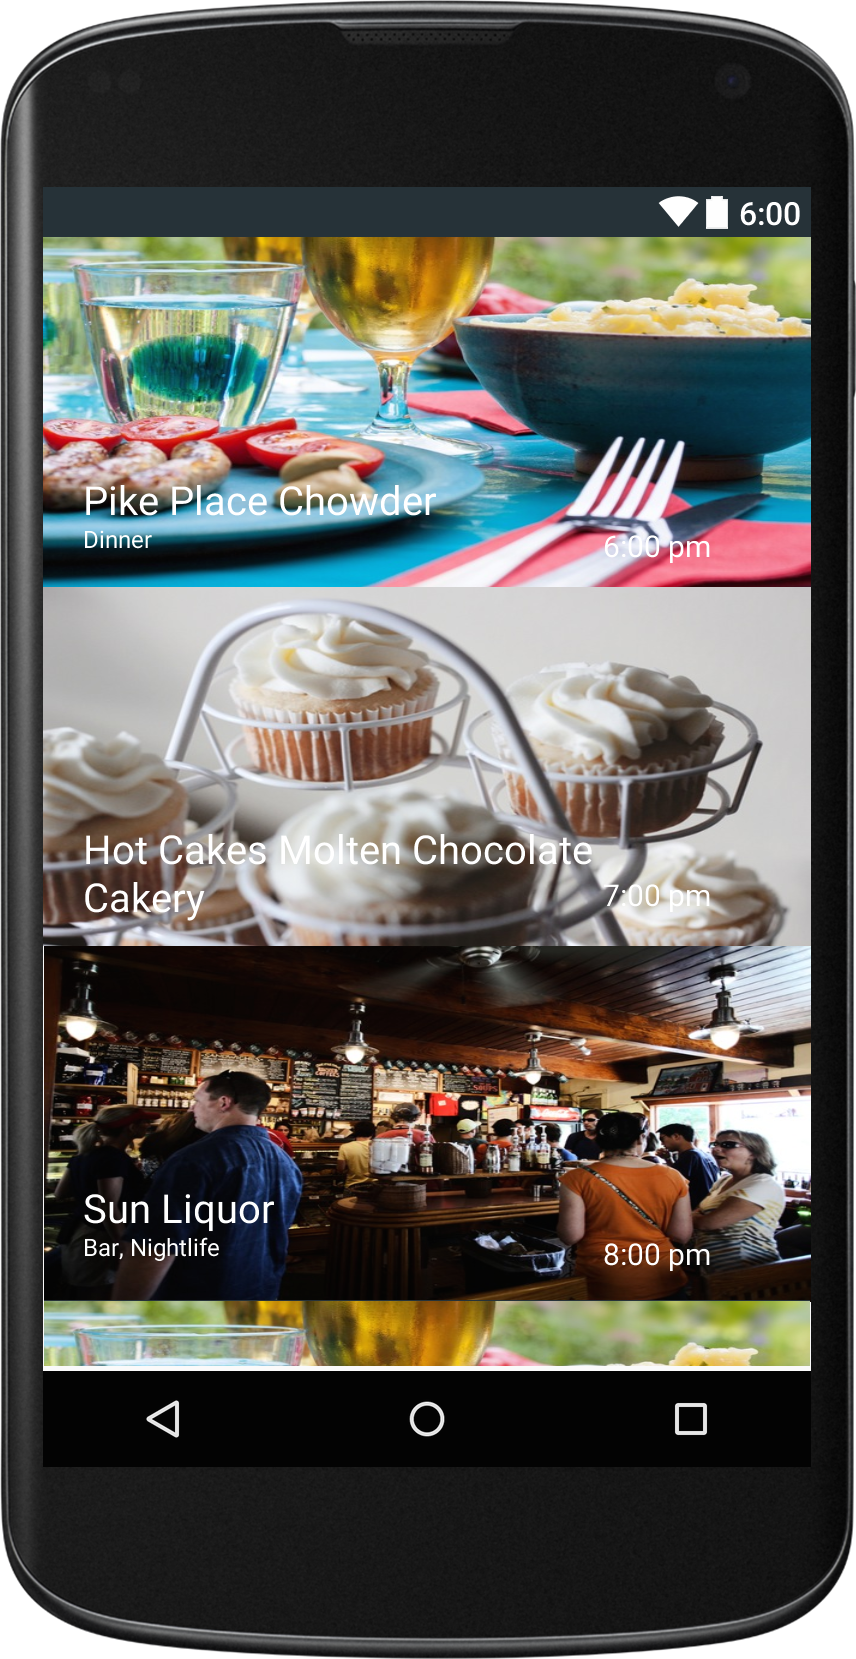 6:00
Pike Place Chowder
Dinner
6:00 pm
Hot Cakes Molten Chocolate
Cakery
7:00 pm
Sun Liquor
Bar, Nightlife
8:00 pm